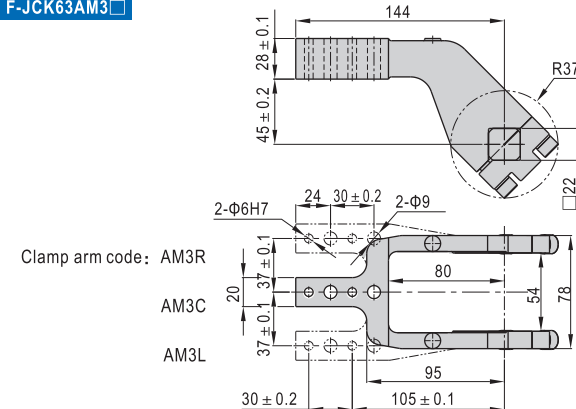 F-JCK63AM3□
144
28±0.1
45±0.2
R37
□22
24
30±0.2
2-Φ9
2-Φ6H7
Clamp arm code: AM3R
AM3C
AM3L
37±0.1
20
37±0.1
80
54
78
95
30±0.2
105±0.1